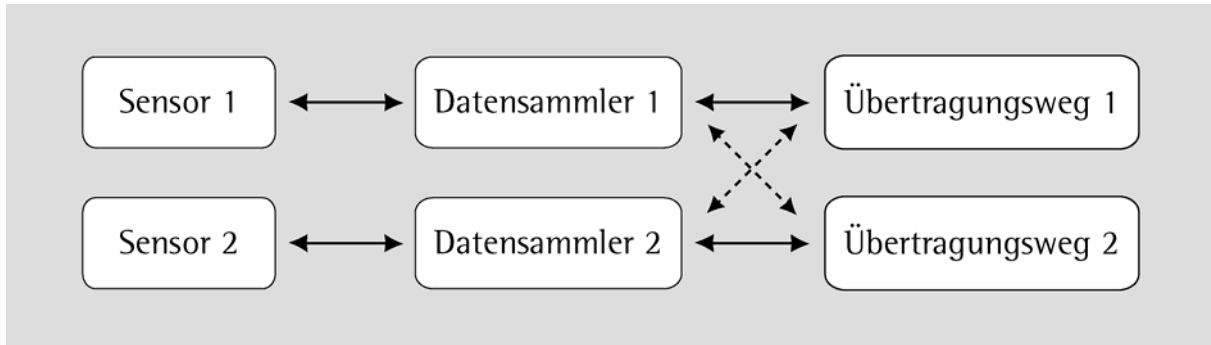 Sensor 1
Datensammler 1
Übertragungsweg 1
Sensor 2
Datensammler 2
Übertragungsweg 2